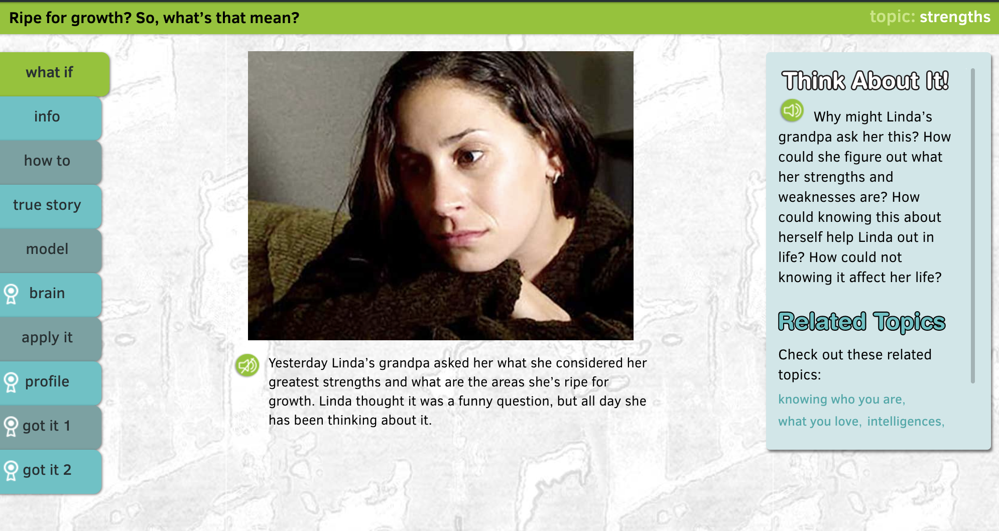 Ripe for growth? So, what's that mean?
topic: strengths
what if
info
how to
true story
model
brain
apply it
profile
got it 1
got it 2
Yesterday Linda's grandpa asked her what she considered her
greatest strengths and what are the areas she's ripe for
growth. Linda thought it was a funny question, but all day she
has been thinking about it.
Think About It!
Why might Linda's
grandpa ask her this? How
could she figure out what
her strengths and
weaknesses are? How
could knowing this about
herself help Linda out in
life? How could not
knowing it affect her life?
Related Topics
Check out these related
topics:
knowing who you are,
what you love, intelligences,